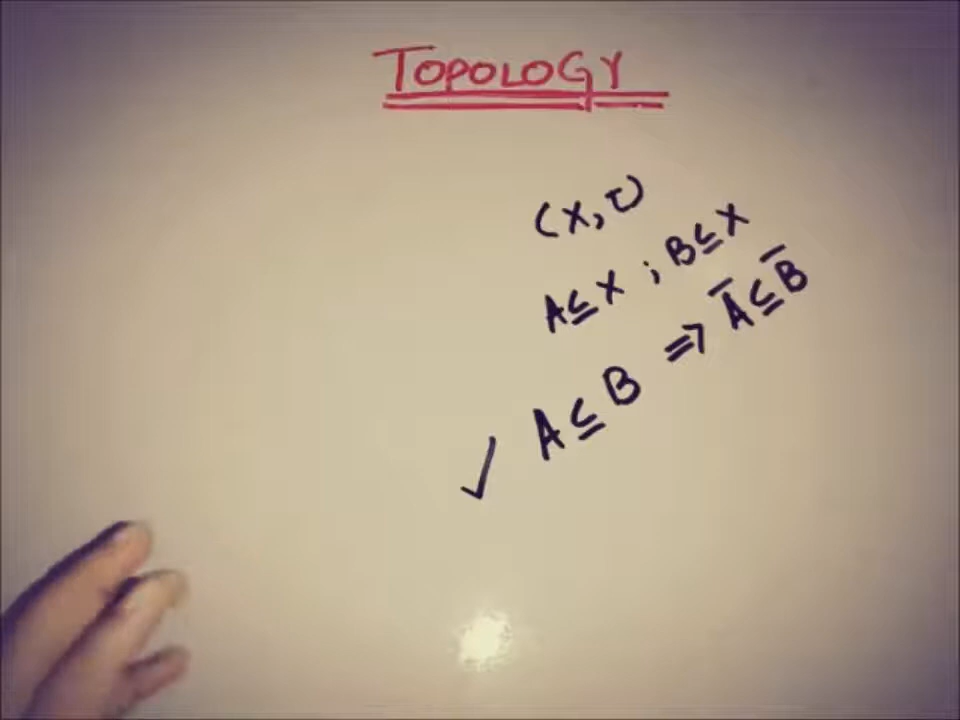 TOPOLOGY
(X, τ)
A⊆X ; B⊆X
A⊆B ⇒ A̅⊆B̅